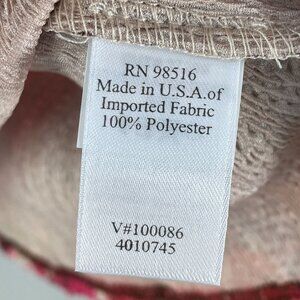 RN 98516
Made in U.S.A.of
Imported Fabric
100% Polyester
V#100086
4010745